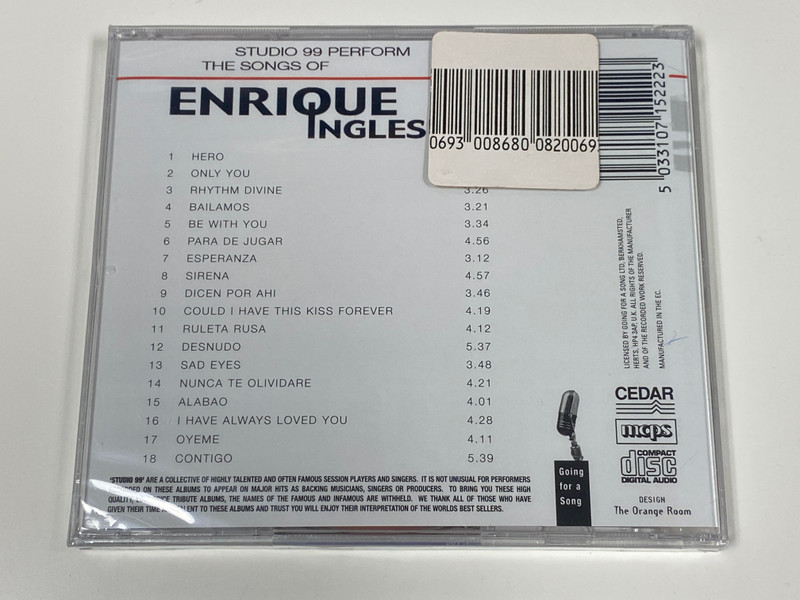 STUDIO 99 PERFORM
THE SONGS OF
ENRIQUE
INGLES
0693 008680 0820069
5 033107 152223
1 HERO
2 ONLY YOU
3 RHYTHM DIVINE 3.26
4 BAILAMOS 3.21
5 BE WITH YOU 3.34
6 PARA DE JUGAR 4.56
7 ESPERANZA 3.12
8 SIRENA 4.57
9 DICEN POR AHI 3.46
10 COULD I HAVE THIS KISS FOREVER 4.19
11 RULETA RUSA 4.12
12 DESNUDO 5.37
13 SAD EYES 3.48
14 NUNCA TE OLIVIDARE 4.21
15 ALABAO 4.01
16 I HAVE ALWAYS LOVED YOU 4.28
17 OYEME 4.11
18 CONTIGO 5.39
'STUDIO 99' ARE A COLLECTIVE OF HIGHLY TALENTED AND OFTEN FAMOUS SESSION PLAYERS AND SINGERS. IT IS NOT UNUSUAL FOR PERFORMERS
ON THESE ALBUMS TO APPEAR ON MAJOR HITS AS BACKING MUSICIANS, SINGERS OR PRODUCERS. TO BRING YOU THESE HIGH
QUALITY, TRIBUTE ALBUMS, THE NAMES OF THE FAMOUS AND INFAMOUS ARE WITHHELD. WE THANK ALL OF THOSE WHO HAVE
GIVEN THEIR TIME TO THESE ALBUMS AND TRUST YOU WILL ENJOY THEIR INTERPRETATION OF THE WORLDS BEST SELLERS.
LICENSED BY GOING FOR A SONG LTD, BERKHAMSTED,
HERTS, HP4 3AP, U.K. ALL RIGHTS OF THE MANUFACTURER
AND OF THE RECORDED WORK RESERVED.
MANUFACTURED IN THE EC.
Going
for a
Song
CEDAR
mcps
COMPACT
disc
DIGITAL AUDIO
DESIGN
The Orange Room